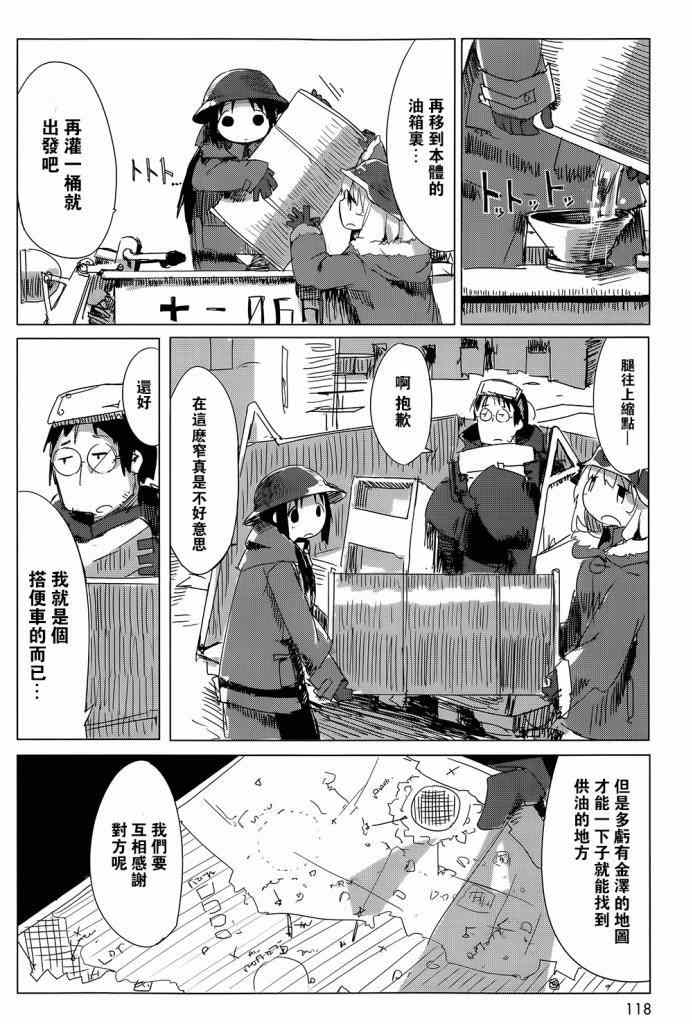 トットッ
再移到本體的
油箱裏…
再灌一桶就
出發吧
トトト…
腿往上縮點—
啊抱歉
在這麽窄真是不好意思
還好
我就是個
搭便車的而已…
但是多虧有金澤的地圖
才能一下子就能找到
供油的地方
我們要
互相感謝
對方呢
118